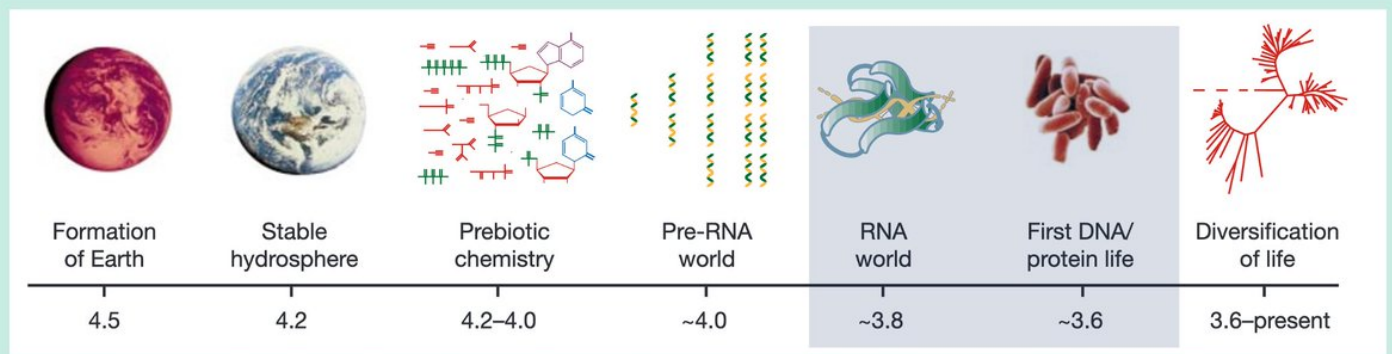 Formation
of Earth
Stable
hydrosphere
Prebiotic
chemistry
Pre-RNA
world
RNA
world
First DNA/
protein life
Diversification
of life
4.5
4.2
4.2–4.0
~4.0
~3.8
~3.6
3.6–present